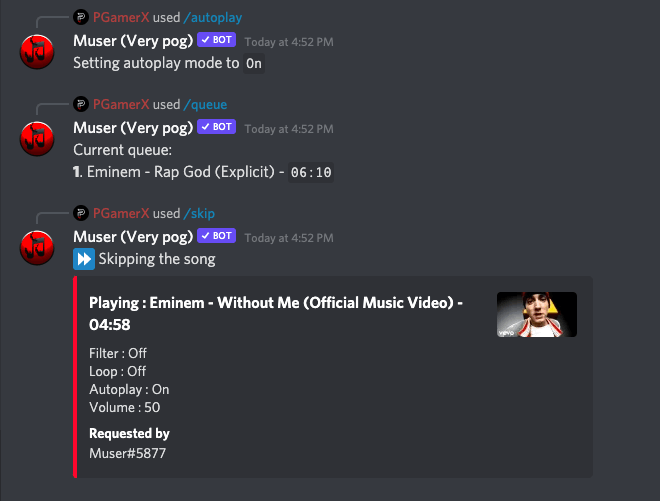 PGamerX used /autoplay
Muser (Very pog) ✓ BOT Today at 4:52 PM
Setting autoplay mode to On
PGamerX used /queue
Muser (Very pog) ✓ BOT Today at 4:52 PM
Current queue:
1. Eminem - Rap God (Explicit) - 06:10
PGamerX used /skip
Muser (Very pog) ✓ BOT Today at 4:52 PM
⏩ Skipping the song
Playing : Eminem - Without Me (Official Music Video) -
04:58
vevo
Filter : Off
Loop : Off
Autoplay : On
Volume : 50
Requested by
Muser#5877